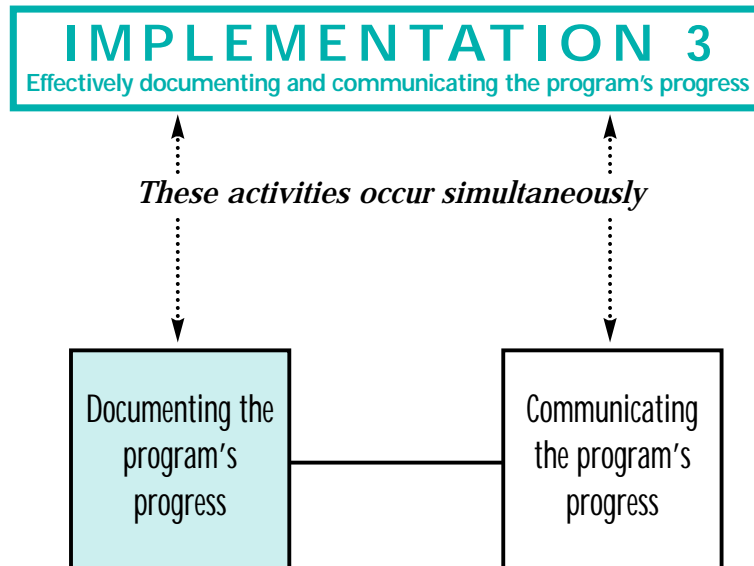 IMPLEMENTATION 3
Effectively documenting and communicating the program's progress
These activities occur simultaneously
Documenting the
program's
progress
Communicating
the program's
progress